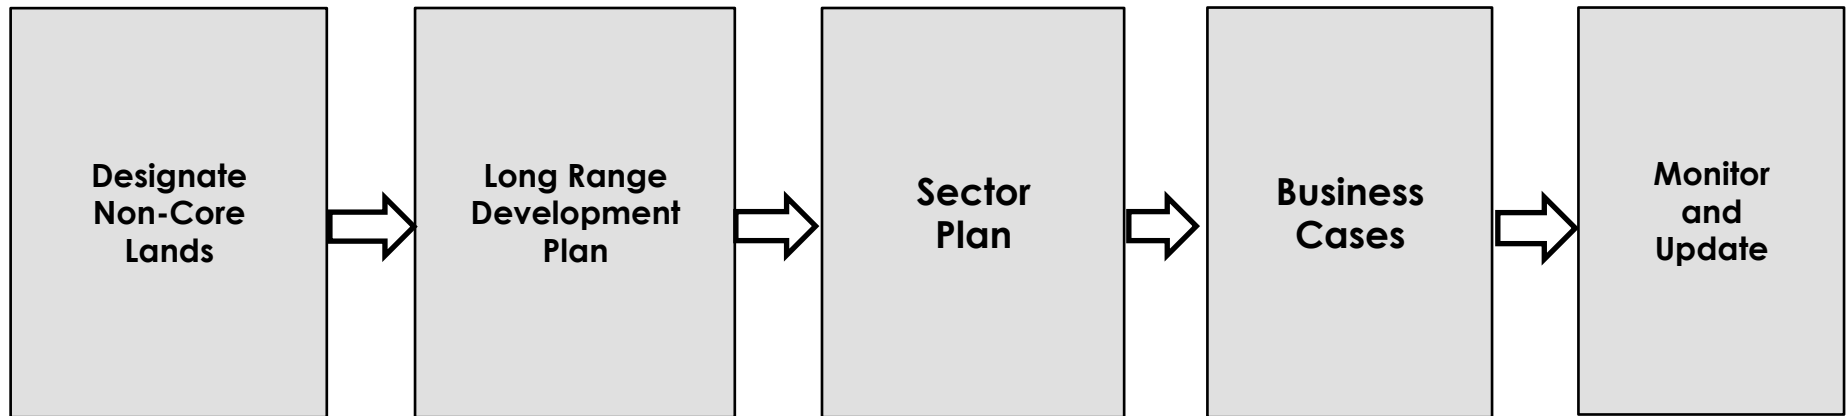 Designate
Non-Core
Lands
Long Range
Development
Plan
Sector
Plan
Business
Cases
Monitor
and
Update